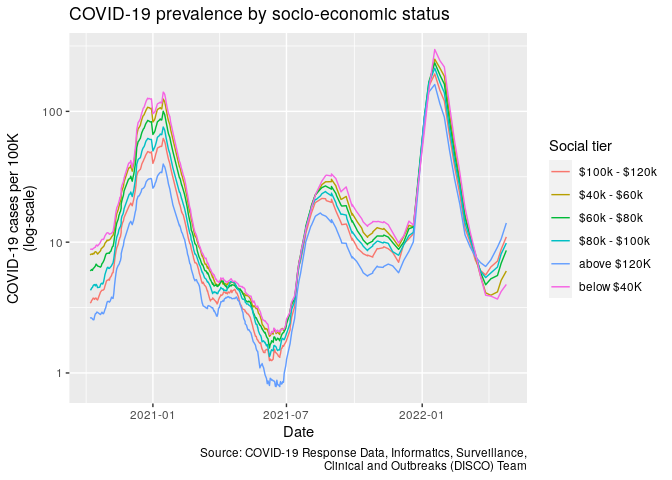 COVID-19 prevalence by socio-economic status
COVID-19 cases per 100K
(log-scale)
100
10
1
2021-01
2021-07
2022-01
Date
Social tier
$100k - $120k
$40k - $60k
$60k - $80k
$80k - $100k
above $120K
below $40K
Source: COVID-19 Response Data, Informatics, Surveillance,
Clinical and Outbreaks (DISCO) Team